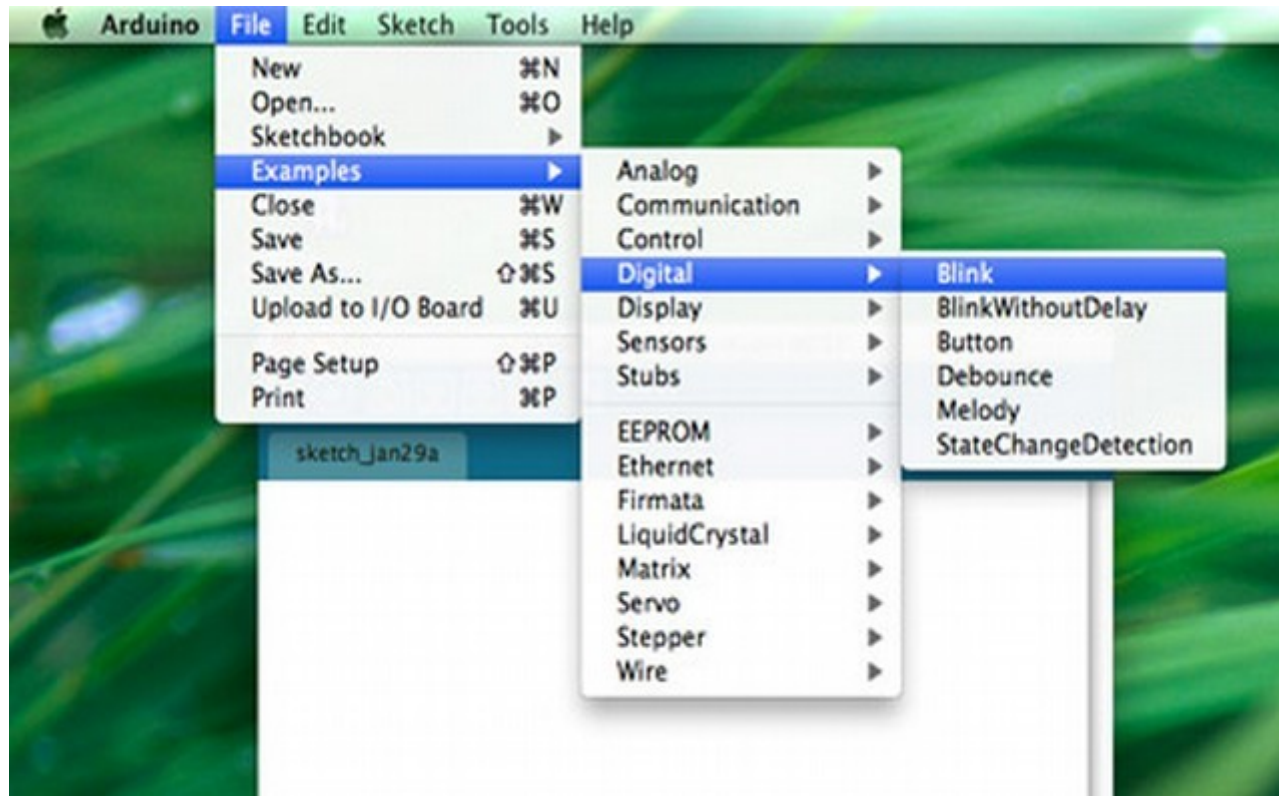 Arduino File Edit Sketch Tools Help
New ⌘N
Open... ⌘O
Sketchbook
Examples
Close ⌘W
Save ⌘S
Save As... ⇧⌘S
Upload to I/O Board ⌘U
Page Setup ⇧⌘P
Print ⌘P
sketch_jan29a
Analog
Communication
Control
Digital
Display
Sensors
Stubs
EEPROM
Ethernet
Firmata
LiquidCrystal
Matrix
Servo
Stepper
Wire
Blink
BlinkWithoutDelay
Button
Debounce
Melody
StateChangeDetection